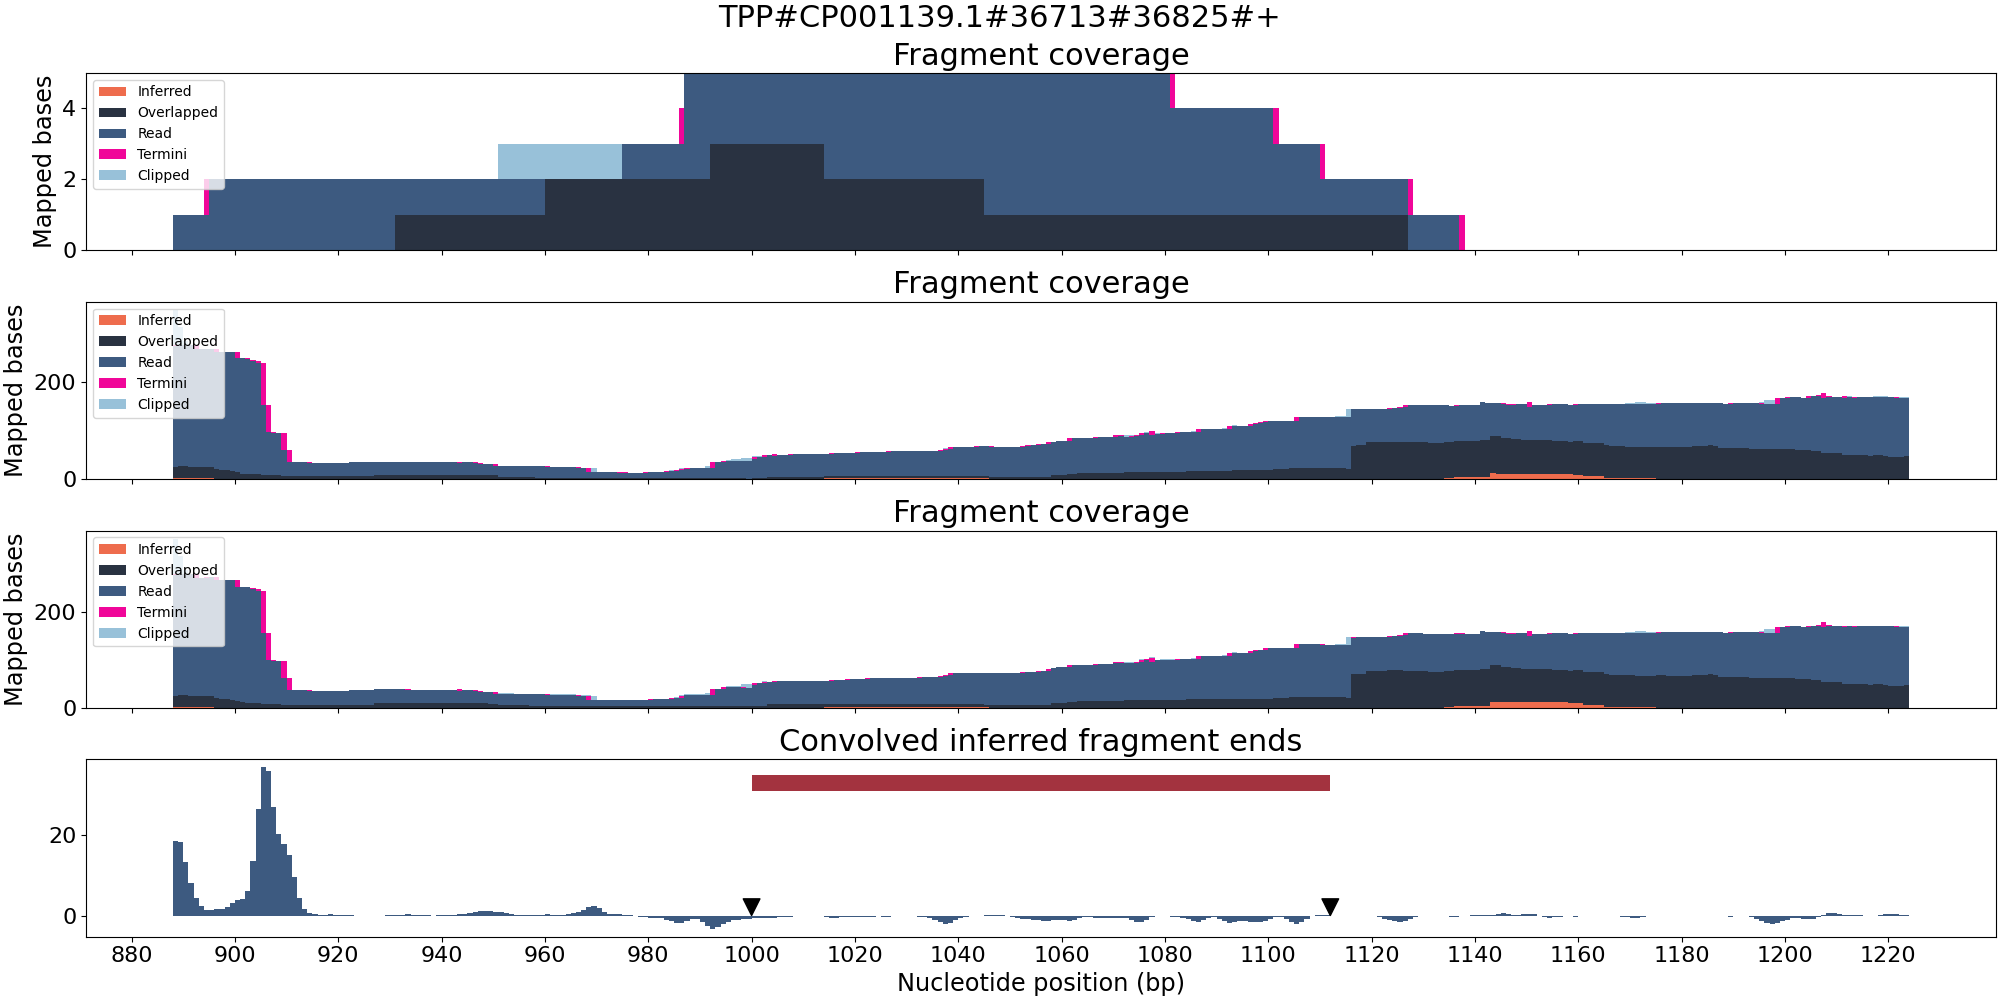 TPP#CP001139.1#36713#36825#+
Fragment coverage
Mapped bases
4
2
0
Inferred
Overlapped
Read
Termini
Clipped
Fragment coverage
Mapped bases
200
0
Inferred
Overlapped
Read
Termini
Clipped
Fragment coverage
Mapped bases
200
0
Inferred
Overlapped
Read
Termini
Clipped
Convolved inferred fragment ends
20
0
880 900 920 940 960 980 1000 1020 1040 1060 1080 1100 1120 1140 1160 1180 1200 1220
Nucleotide position (bp)